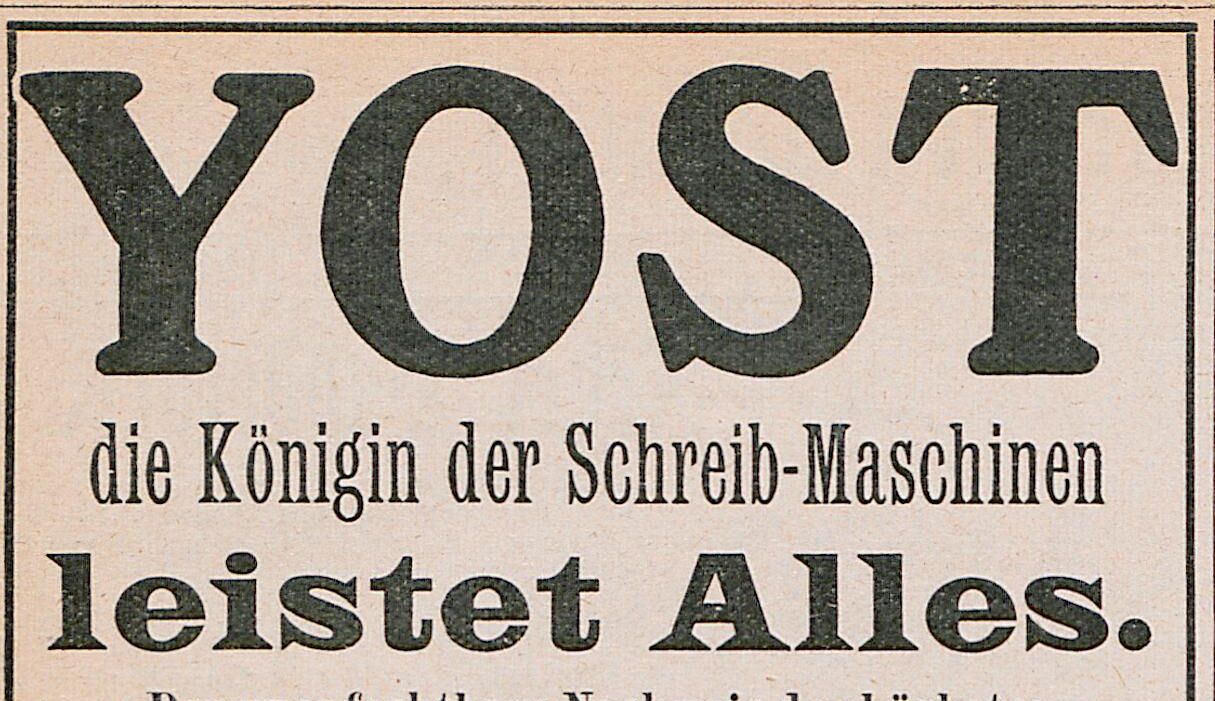 YOST
die Königin der Schreib-Maschinen
leistet Alles.